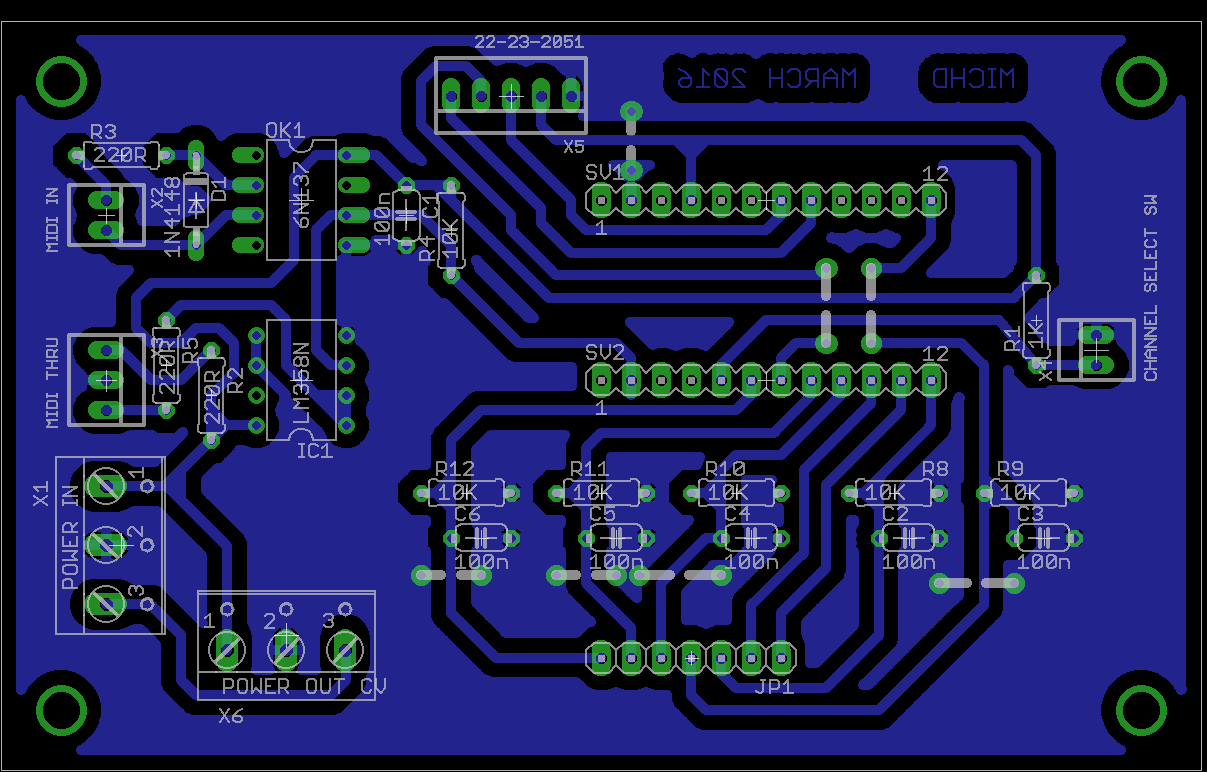 22-23-2051
MARCH 2016
MICHD
X5
R3
220R
OK1
6N137
D1
1N4148
X2
MIDI IN
100n
C1
R4
10K
SV1
12
1
CHANNEL SELECT SW
R1
1K
X4
MIDI THRU
X3
220R
R5
220R
R2
LM358N
IC1
SV2
12
1
X1
POWER IN
1
2
3
R12
10K
C6
100n
R11
10K
C5
100n
R10
10K
C4
100n
R8
10K
C2
100n
R9
10K
C3
100n
1
2
3
POWER OUT CV
X6
JP1